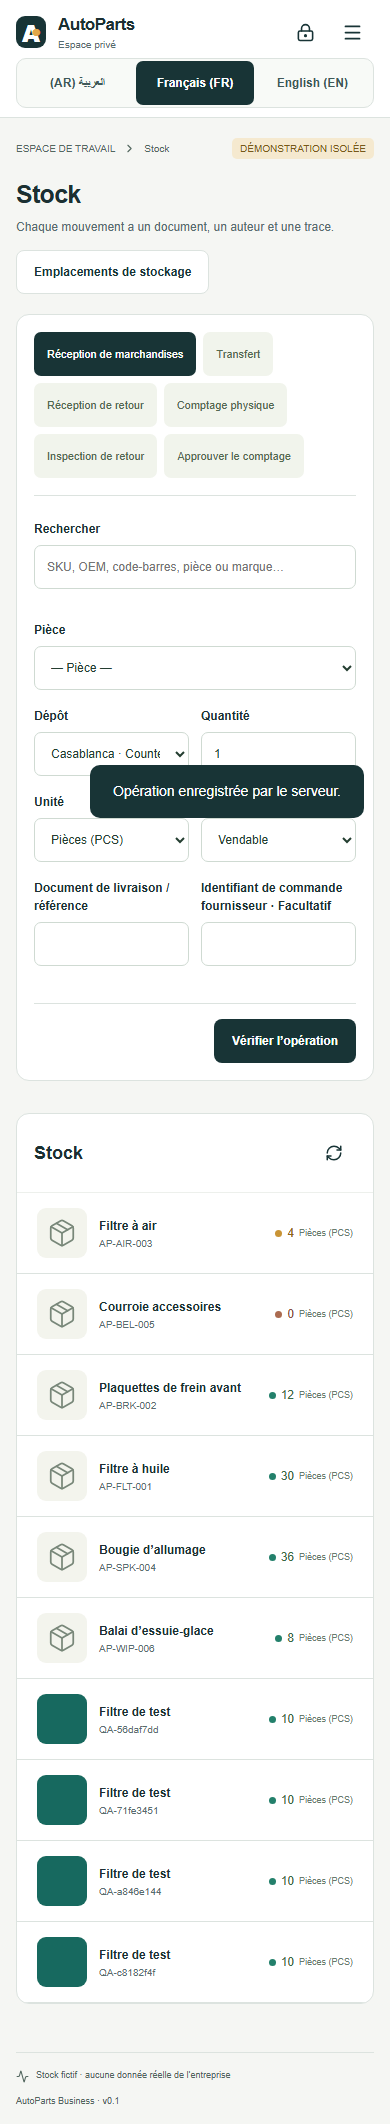 AutoParts
Espace privé
العربية (AR)
Français (FR)
English (EN)
ESPACE DE TRAVAIL > Stock
DÉMONSTRATION ISOLÉE
Stock
Chaque mouvement a un document, un auteur et une trace.
Emplacements de stockage
Réception de marchandises
Transfert
Réception de retour
Comptage physique
Inspection de retour
Approuver le comptage
Rechercher
SKU, OEM, code-barres, pièce ou marque…
Pièce
— Pièce —
Dépôt
Quantité
Casablanca · Counte
1
Unité
Opération enregistrée par le serveur.
Pièces (PCS)
Vendable
Document de livraison /
référence
Identifiant de commande
fournisseur · Facultatif
Vérifier l’opération
Stock
Filtre à air
AP-AIR-003
4 Pièces (PCS)
Courroie accessoires
AP-BEL-005
0 Pièces (PCS)
Plaquettes de frein avant
AP-BRK-002
12 Pièces (PCS)
Filtre à huile
AP-FLT-001
30 Pièces (PCS)
Bougie d’allumage
AP-SPK-004
36 Pièces (PCS)
Balai d’essuie-glace
AP-WIP-006
8 Pièces (PCS)
Filtre de test
QA-56daf7dd
10 Pièces (PCS)
Filtre de test
QA-71fe3451
10 Pièces (PCS)
Filtre de test
QA-a846e144
10 Pièces (PCS)
Filtre de test
QA-c8182f4f
10 Pièces (PCS)
Stock fictif · aucune donnée réelle de l’entreprise
AutoParts Business · v0.1